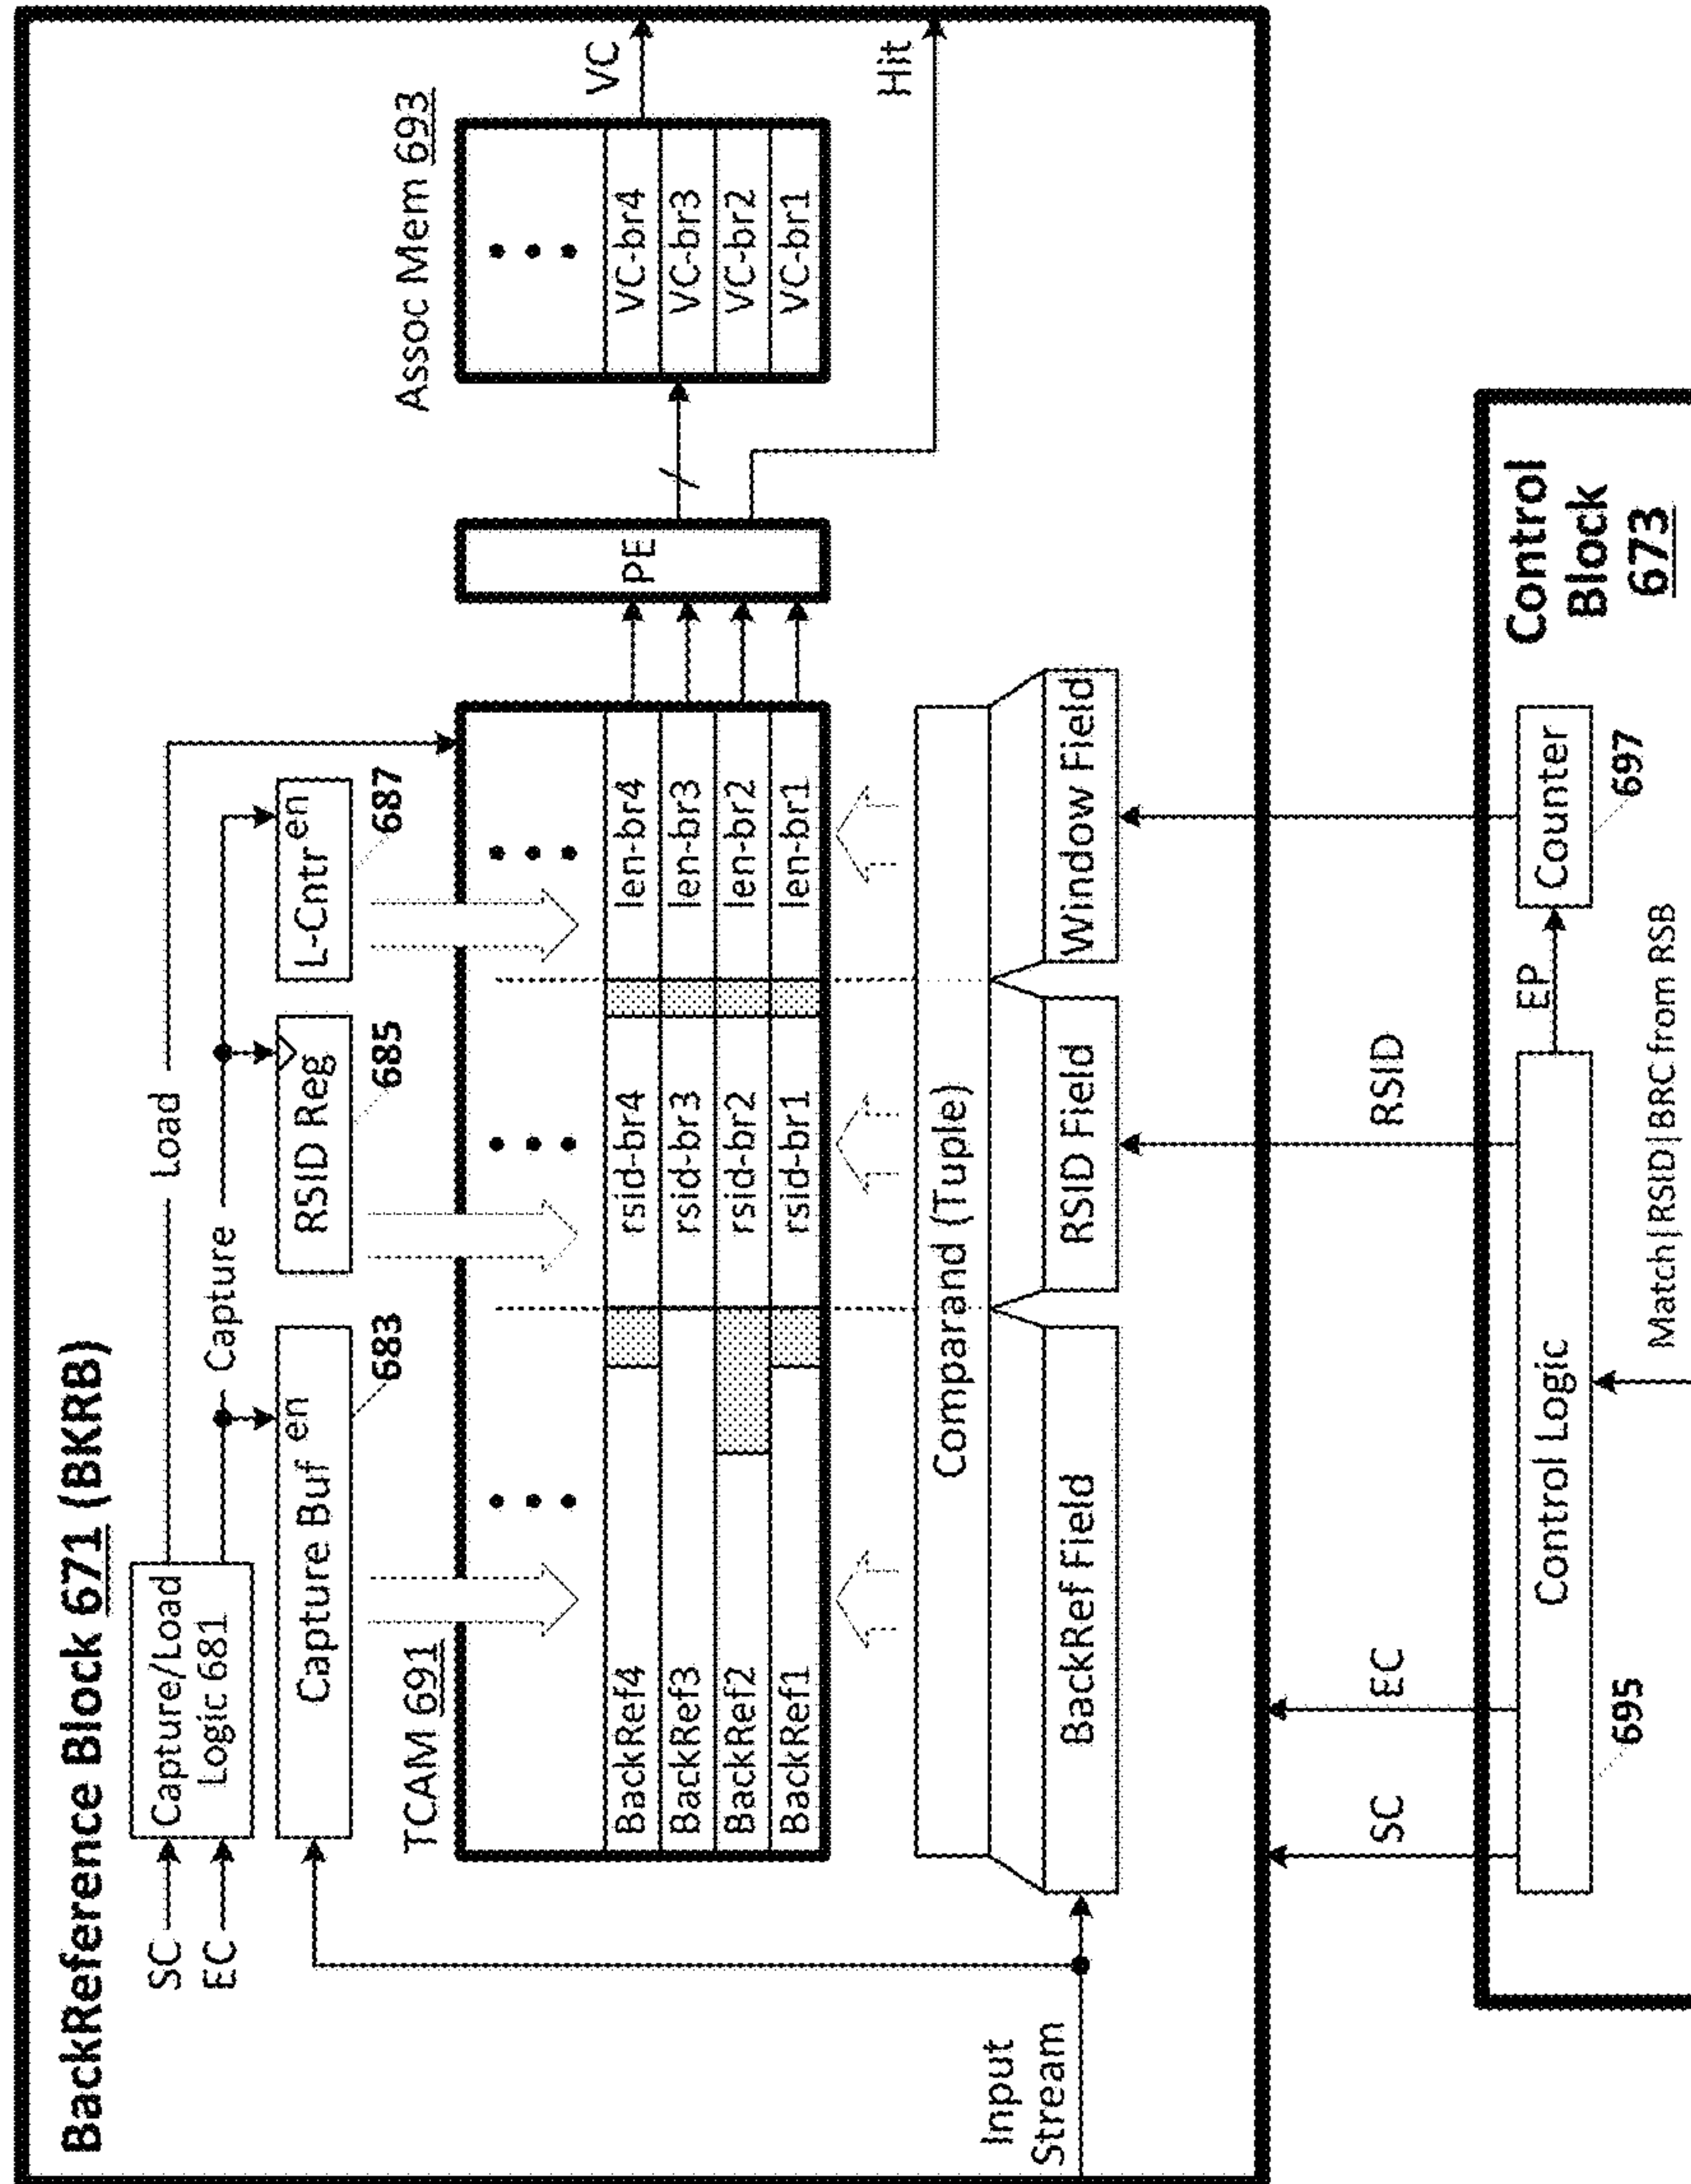 BackReference Block 671 (BKRB)
SC
EC
Capture/Load
Logic 681
Load
Capture
Capture Buf en
683
RSID Reg
685
L-Cntr en
687
TCAM 691
BackRef4 rsid-br4 len-br4
BackRef3 rsid-br3 len-br3
BackRef2 rsid-br2 len-br2
BackRef1 rsid-br1 len-br1
PE
Assoc Mem 693
VC-br4
VC-br3
VC-br2
VC-br1
VC
Hit
Comparand (Tuple)
BackRef Field
RSID Field
Window Field
Input
Stream
SC
EC
RSID
Control Logic
695
EP
Counter
697
Control
Block
673
Match|RSID|BRC from RSB